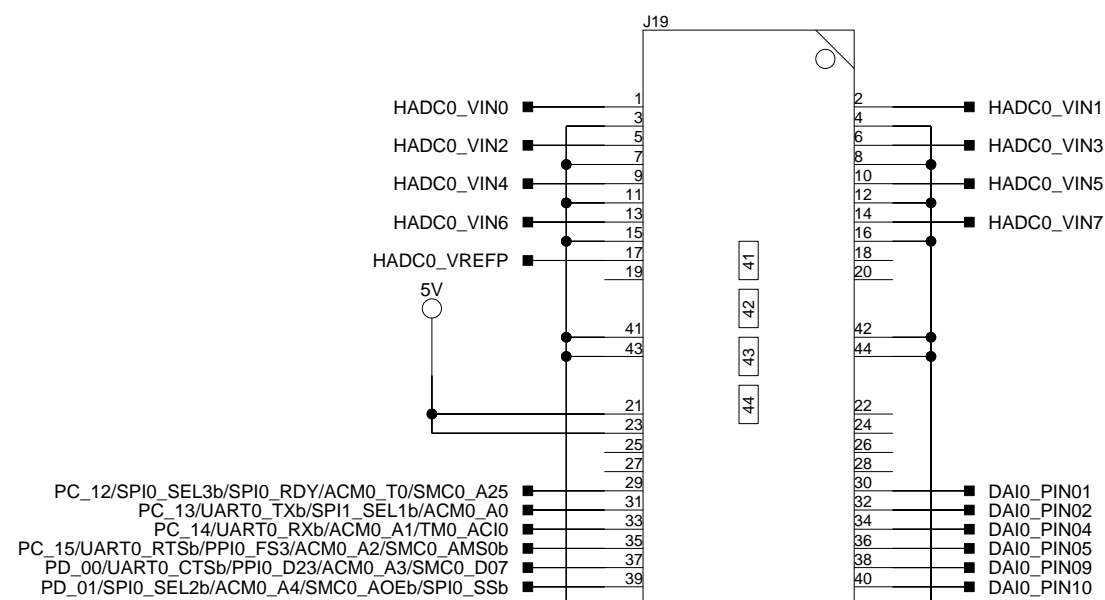 J19
HADC0_VIN0 1 2 HADC0_VIN1
3 4
HADC0_VIN2 5 6 HADC0_VIN3
7 8
HADC0_VIN4 9 10 HADC0_VIN5
11 12
HADC0_VIN6 13 14 HADC0_VIN7
15 16
HADC0_VREFP 17 41 18
19 20
5V
42
41 42
43 43 44
44
21 22
23 24
25 26
27 28
PC_12/SPI0_SEL3b/SPI0_RDY/ACM0_T0/SMC0_A25 29 30 DAI0_PIN01
PC_13/UART0_TXb/SPI1_SEL1b/ACM0_A0 31 32 DAI0_PIN02
PC_14/UART0_RXb/ACM0_A1/TM0_ACI0 33 34 DAI0_PIN04
PC_15/UART0_RTSb/PPI0_FS3/ACM0_A2/SMC0_AMS0b 35 36 DAI0_PIN05
PD_00/UART0_CTSb/PPI0_D23/ACM0_A3/SMC0_D07 37 38 DAI0_PIN09
PD_01/SPI0_SEL2b/ACM0_A4/SMC0_AOEb/SPI0_SSb 39 40 DAI0_PIN10